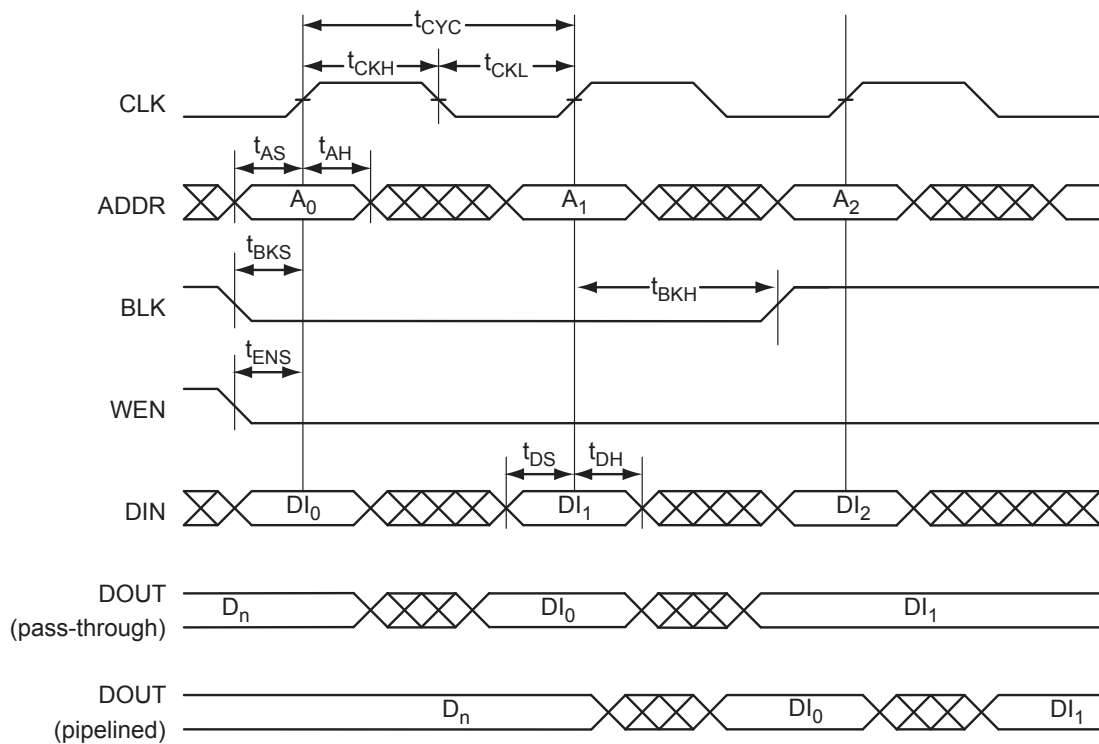 tCYC
tCKH tCKL
CLK
tAS tAH
ADDR A0 A1 A2
tBKS
tBKH
BLK
tENS
WEN
tDS tDH
DIN DI0 DI1 DI2
DOUT
(pass-through)
Dn DI0 DI1
DOUT
(pipelined)
Dn DI0 DI1